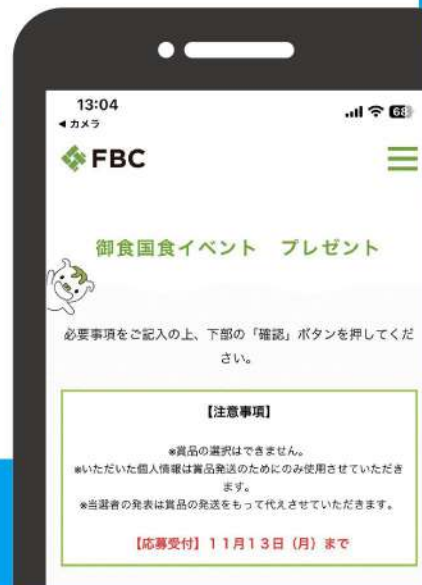 13:04
68
◀カメラ
FBC
御食国食イベント　プレゼント
必要事項をご記入の上、下部の「確認」ボタンを押してくだ
さい。
【注意事項】
※賞品の選択はできません。
※いただいた個人情報は賞品発送のためにのみ使用させていただき
ます。
※当選者の発表は賞品の発送をもって代えさせていただきます。
【応募受付】１１月１３日（月）まで